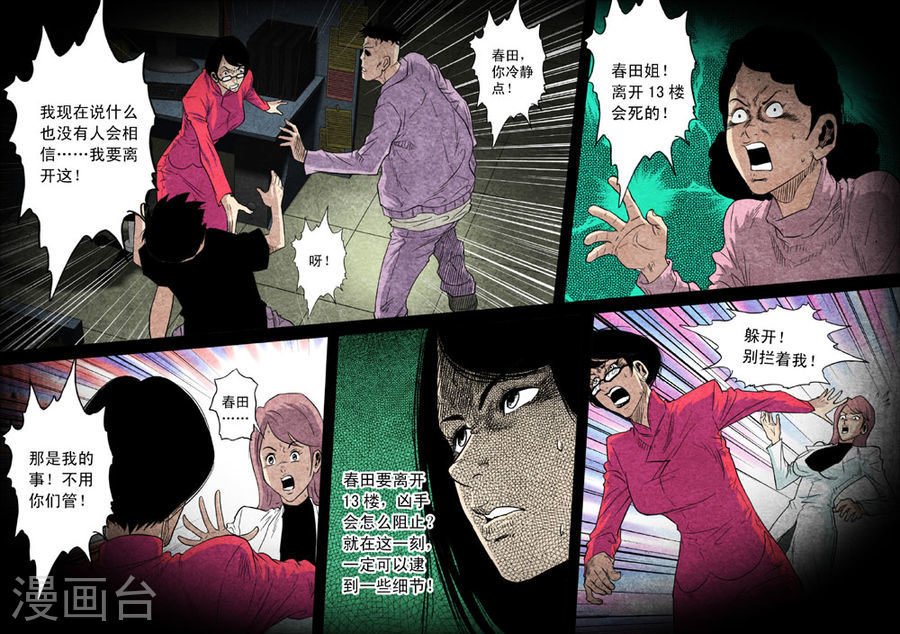 我现在说什么
也没有人会相
信……我要离
开这！
春田，
你冷静
点！
呀！
春田姐！
离开13楼
会死的！
那是我的
事！不用
你们管！
春田
……
春田要离开
13楼，凶手
会怎么阻止？
就在这一刻，
一定可以逮
到一些细节！
躲开！
别拦着我！
漫画台